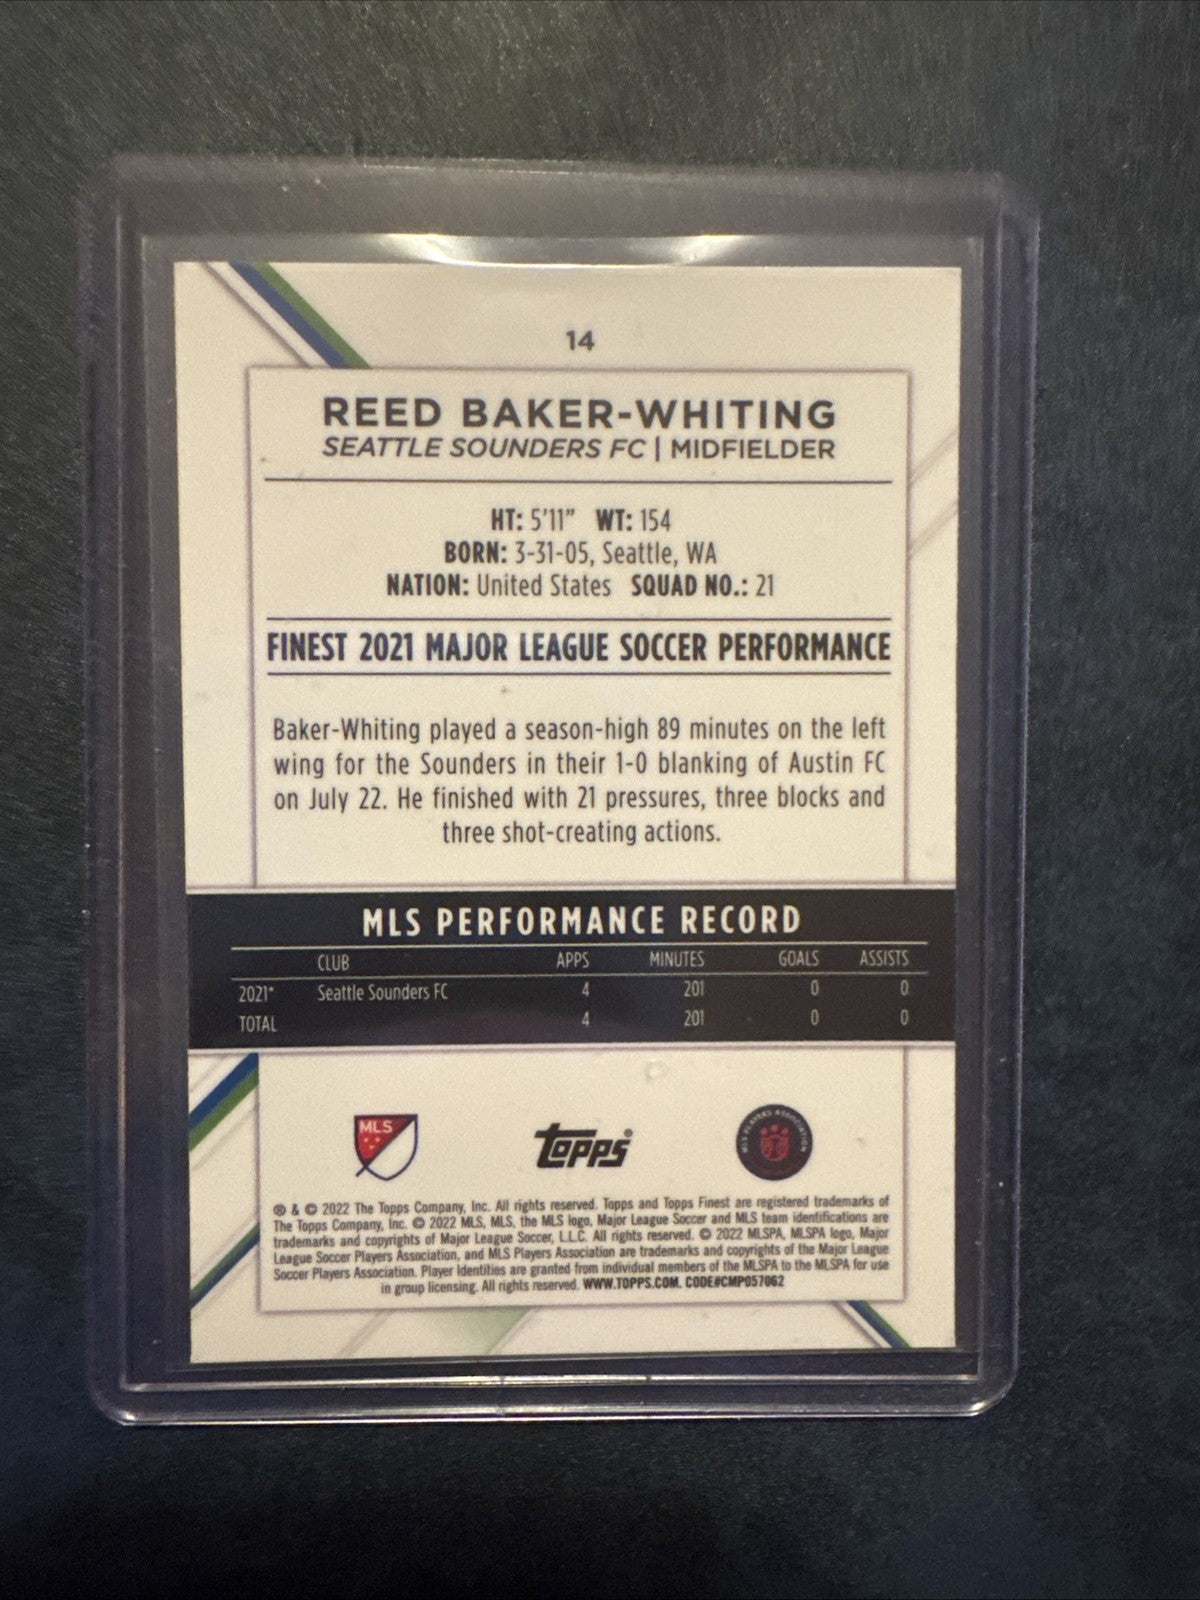 14
REED BAKER-WHITING
SEATTLE SOUNDERS FC | MIDFIELDER
HT: 5'11" WT: 154
BORN: 3-31-05, Seattle, WA
NATION: United States SQUAD NO.: 21
FINEST 2021 MAJOR LEAGUE SOCCER PERFORMANCE
Baker-Whiting played a season-high 89 minutes on the left
wing for the Sounders in their 1-0 blanking of Austin FC
on July 22. He finished with 21 pressures, three blocks and
three shot-creating actions.
MLS PERFORMANCE RECORD
CLUB APPS MINUTES GOALS ASSISTS
2021* Seattle Sounders FC 4 201 0 0
TOTAL 4 201 0 0
MLS
topps®
MLS PLAYERS ASSOCIATION
® & © 2022 The Topps Company, Inc. All rights reserved. Topps and Topps Finest are registered trademarks of
The Topps Company, Inc. © 2022 MLS, MLS, the MLS logo, Major League Soccer and MLS team identifications are
trademarks and copyrights of Major League Soccer, L.L.C. All rights reserved. © 2022 MLSPA, MLSPA logo, Major
League Soccer Players Association, and MLS Players Association are trademarks and copyrights of the Major League
Soccer Players Association. Player Identities are granted from individual members of the MLSPA to the MLSPA for use
in group licensing. All rights reserved. WWW.TOPPS.COM. CODE#CMP057062